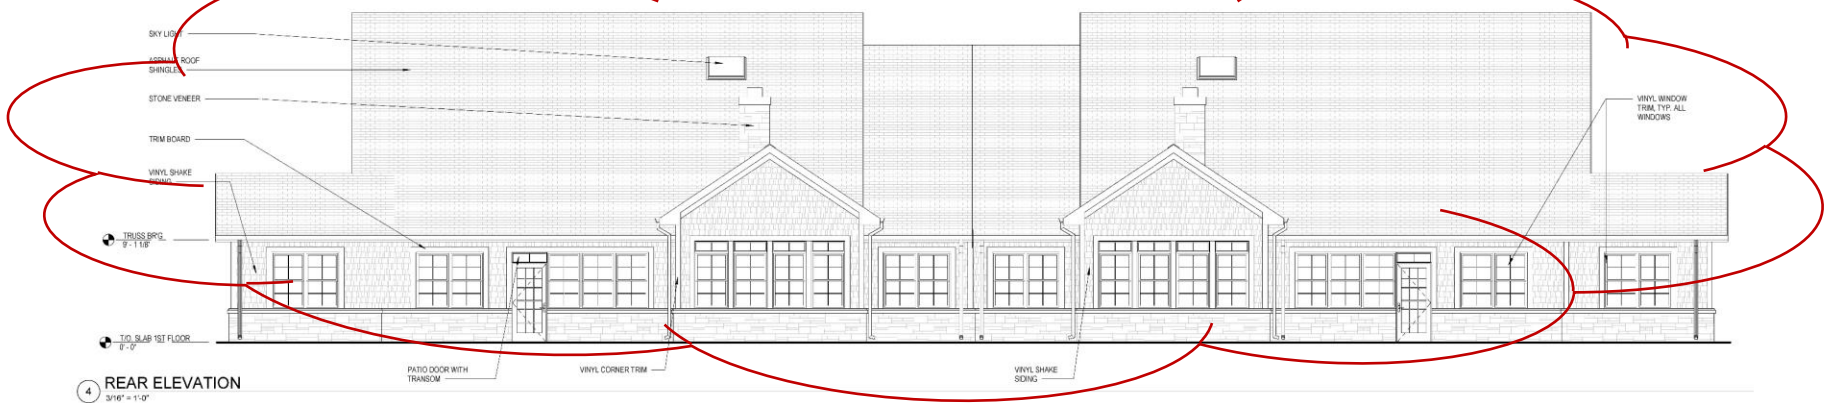 SKY LIGHT
ASPHALT ROOF
SHINGLES
STONE VENEER
TRIM BOARD
VINYL SHAKE
SIDING
TRUSS BRG
9' - 1 1/8"
T.O. SLAB 1ST FLOOR
0' - 0"
VINYL WINDOW
TRIM, TYP. ALL
WINDOWS
PATIO DOOR WITH
TRANSOM
VINYL CORNER TRIM
VINYL SHAKE
SIDING
4
REAR ELEVATION
3/16" = 1'-0"